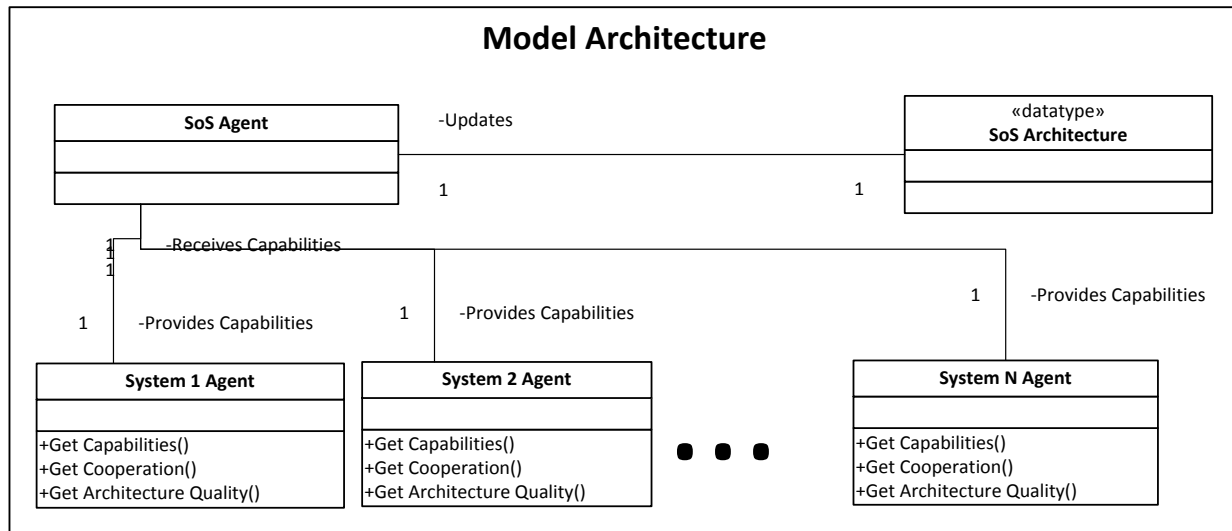 Model Architecture
SoS Agent
-Updates
«datatype»
SoS Architecture
1
1
1
1
1
-Receives Capabilities
1
-Provides Capabilities
1
-Provides Capabilities
1
-Provides Capabilities
System 1 Agent
+Get Capabilities()
+Get Cooperation()
+Get Architecture Quality()
System 2 Agent
+Get Capabilities()
+Get Cooperation()
+Get Architecture Quality()
System N Agent
+Get Capabilities()
+Get Cooperation()
+Get Architecture Quality()